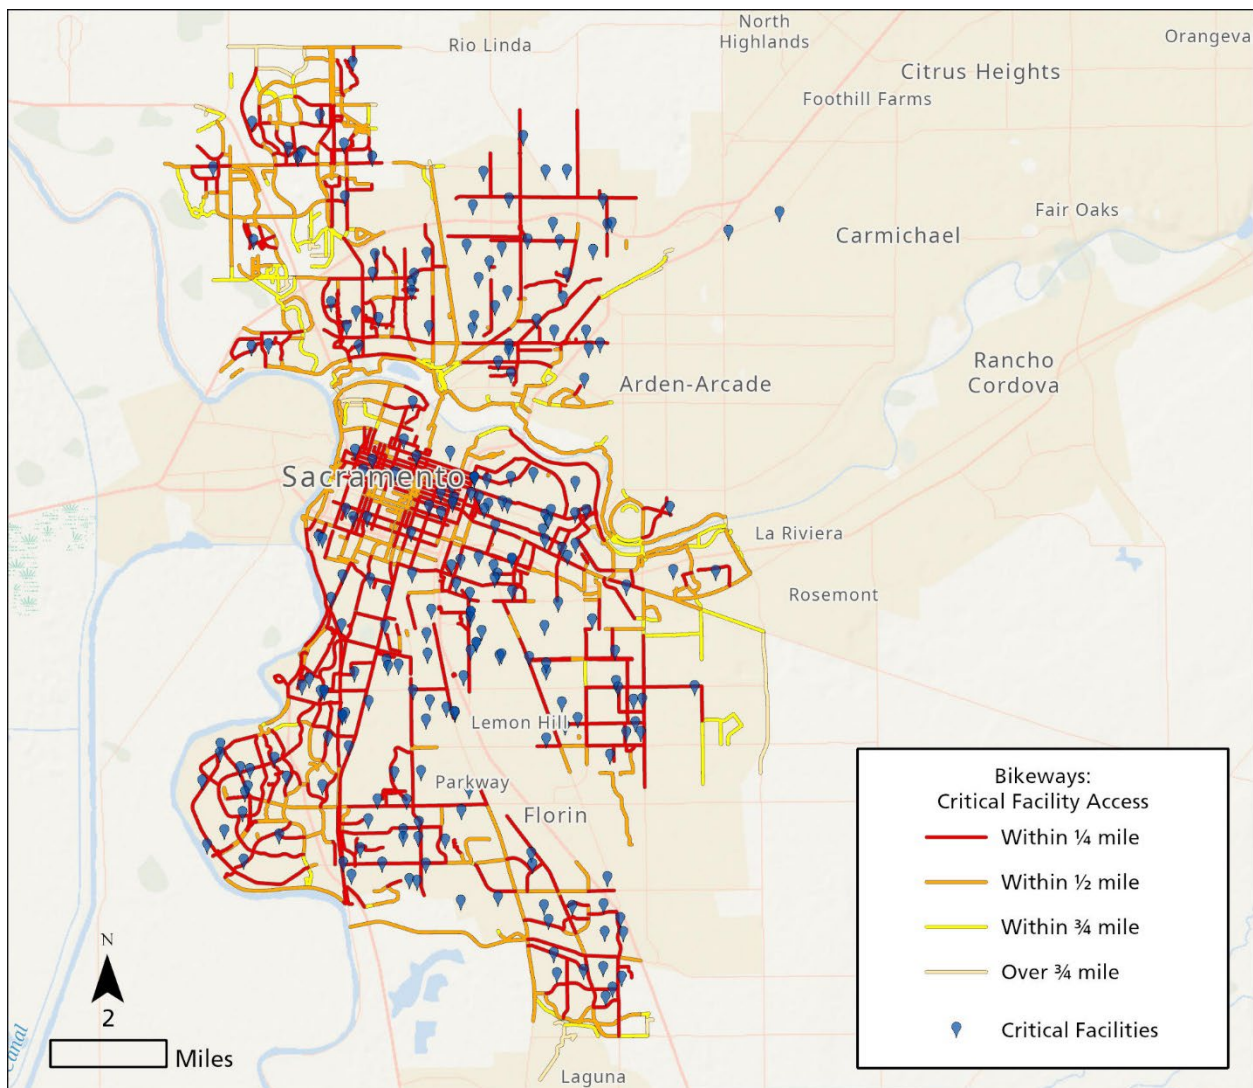 North
Highlands
Rio Linda
Orangeva
Citrus Heights
Foothill Farms
Fair Oaks
Carmichael
Rancho
Cordova
Arden-Arcade
Sacramento
La Riviera
Rosemont
Lemon Hill
Parkway
Florin
Laguna
Canal
N
2
Miles
Bikeways:
Critical Facility Access
Within ¼ mile
Within ½ mile
Within ¾ mile
Over ¾ mile
Critical Facilities